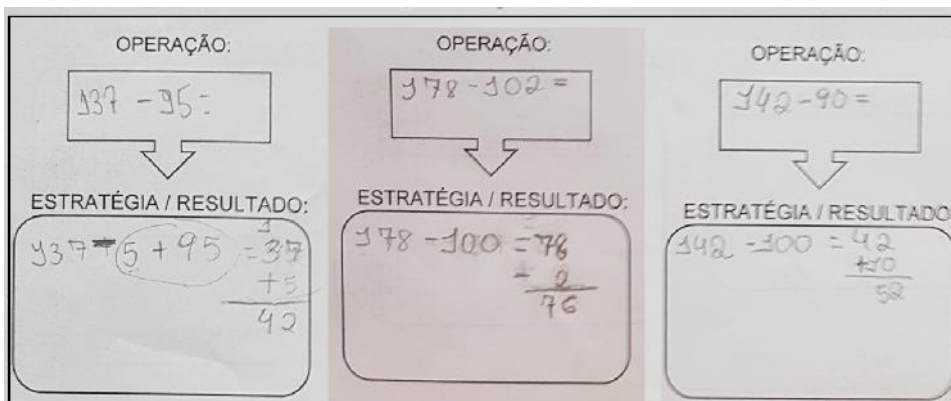 OPERAÇÃO:
137 - 95 =
ESTRATÉGIA / RESULTADO:
137 - 5 + 95 = 37
1
+5
42
OPERAÇÃO:
178 - 102 =
ESTRATÉGIA / RESULTADO:
178 - 100 = 78
- 2
76
OPERAÇÃO:
142 - 90 =
ESTRATÉGIA / RESULTADO
142 - 100 = 42
+10
52